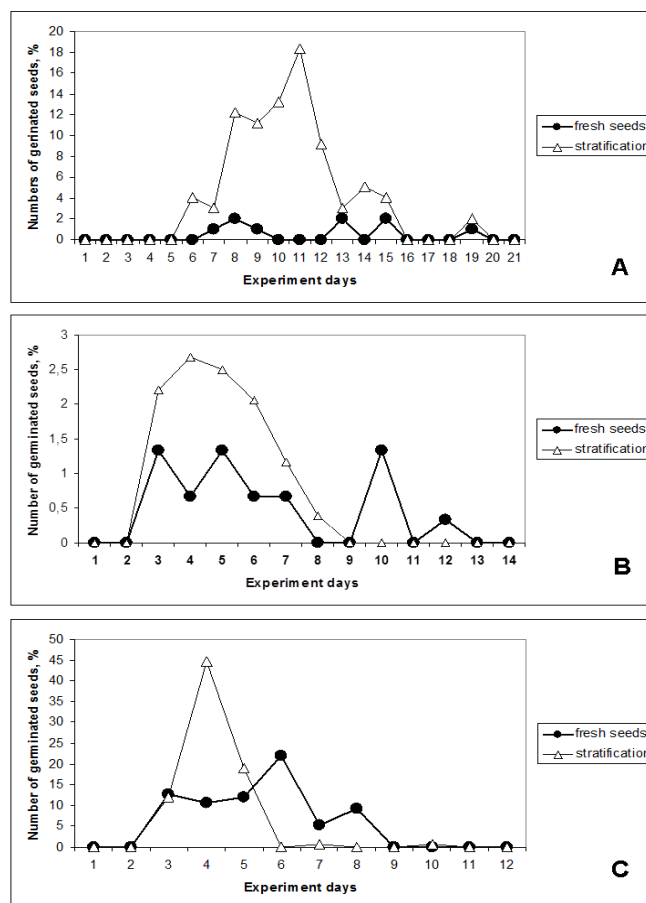 20
18
16
14
12
10
8
6
4
2
0
Numbers of gerinated seeds, %
1 2 3 4 5 6 7 8 9 10 11 12 13 14 15 16 17 18 19 20 21
Experiment days
fresh seeds
stratification
A
3
2,5
2
1,5
1
0,5
0
Number of germinated seeds, %
1 2 3 4 5 6 7 8 9 10 11 12 13 14
Experiment days
fresh seeds
stratification
B
50
45
40
35
30
25
20
15
10
5
0
Number of germinated seeds, %
1 2 3 4 5 6 7 8 9 10 11 12
Experiment days
fresh seeds
stratification
C